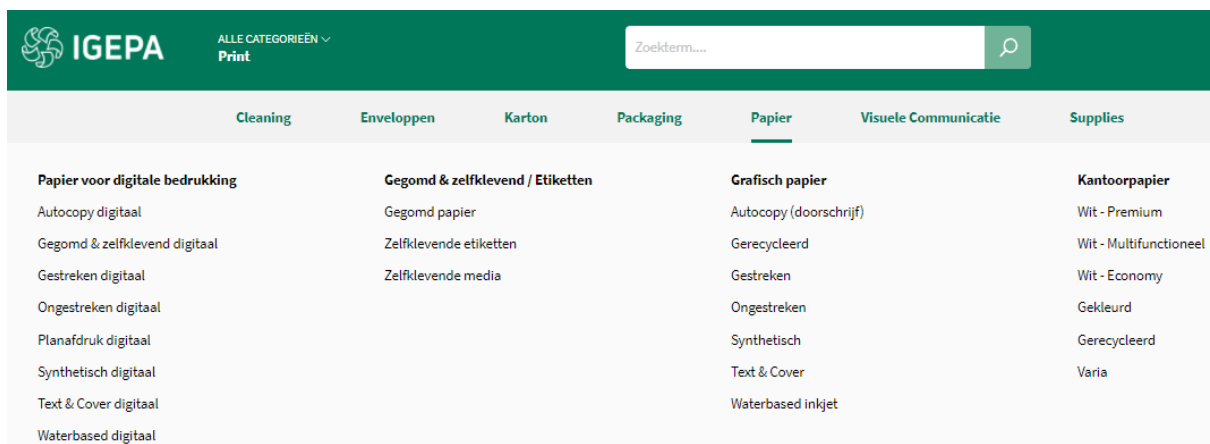 IGEPA
ALLE CATEGORIEËN
Print
Zoekterm....
Cleaning
Enveloppen
Karton
Packaging
Papier
Visuele Communicatie
Supplies
Papier voor digitale bedrukking
Autocopy digitaal
Gegomd & zelfklevend digitaal
Gestreken digitaal
Ongestreken digitaal
Planafdruk digitaal
Synthetisch digitaal
Text & Cover digitaal
Waterbased digitaal
Gegomd & zelfklevend / Etiketten
Gegomd papier
Zelfklevende etiketten
Zelfklevende media
Grafisch papier
Autocopy (doorschrijf)
Gerecycleerd
Gestreken
Ongestreken
Synthetisch
Text & Cover
Waterbased inkjet
Kantoorpapier
Wit - Premium
Wit - Multifunctioneel
Wit - Economy
Gekleurd
Gerecycleerd
Varia